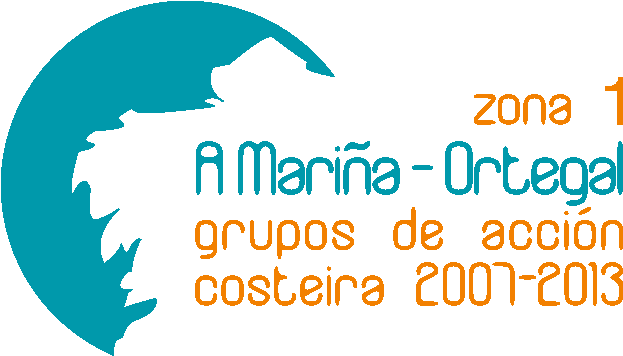 zona 1
A Mariña - Ortegal
grupos de acción
costeira 2007-2013